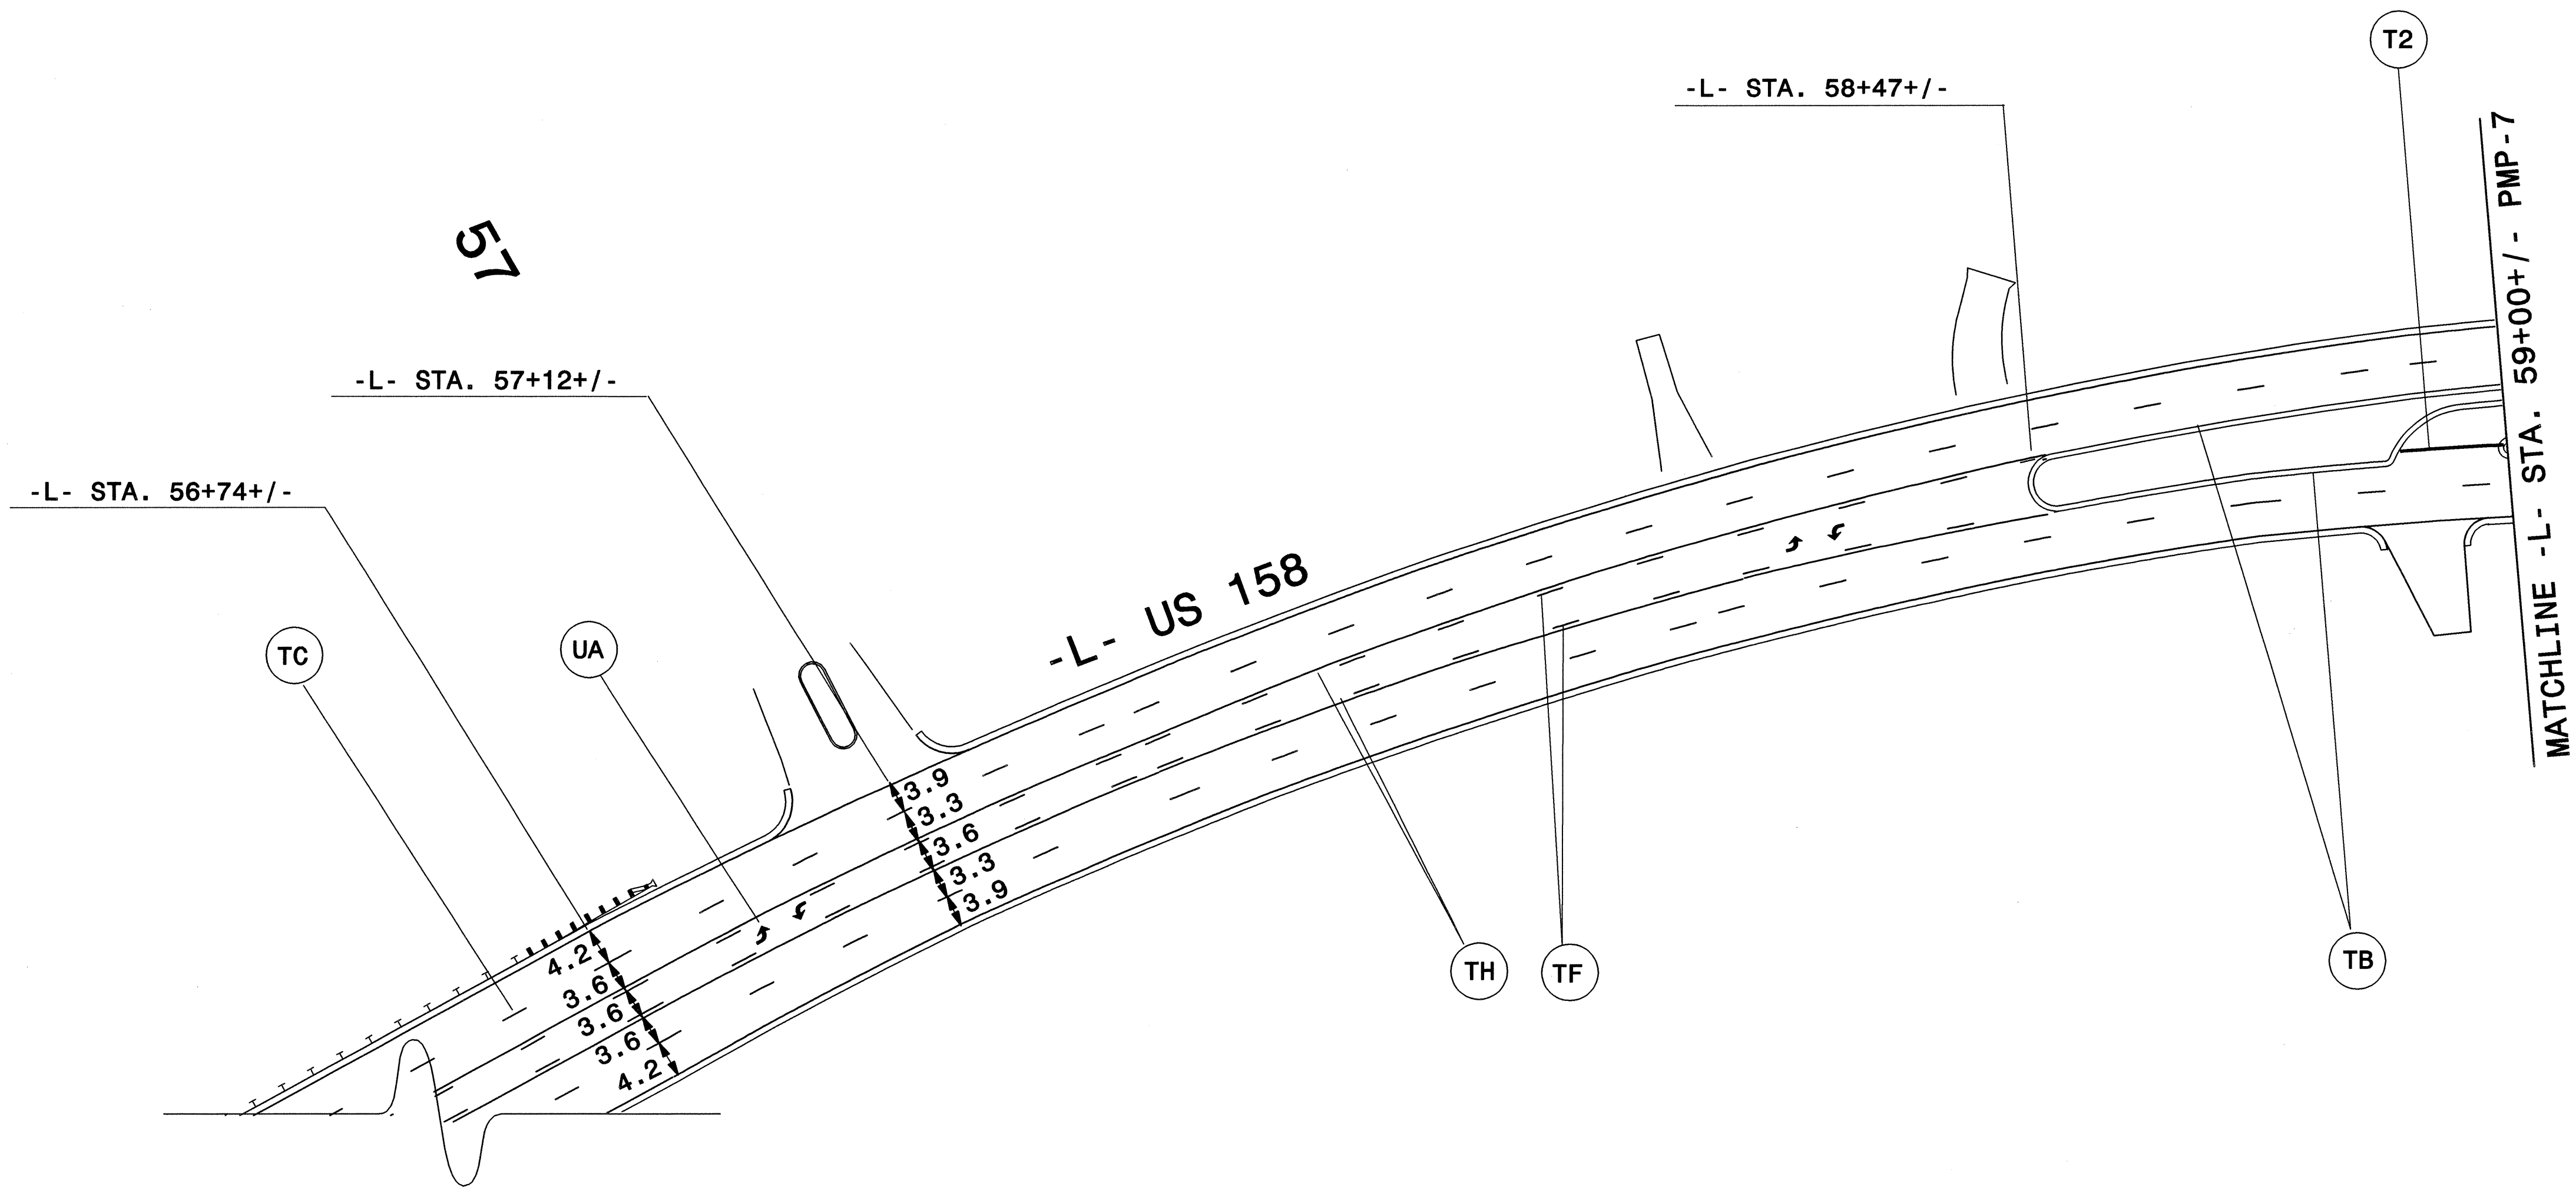 T2
-L- STA. 58+47+/-
57
-L- STA. 57+12+/-
-L- STA. 56+74+/-
TC
UA
-L- US 158
MATCHLINE -L- STA. 59+00+/- PMP-7
3.9
3.3
3.6
3.3
3.9
4.2
3.6
3.6
3.6
4.2
TH
TF
TB